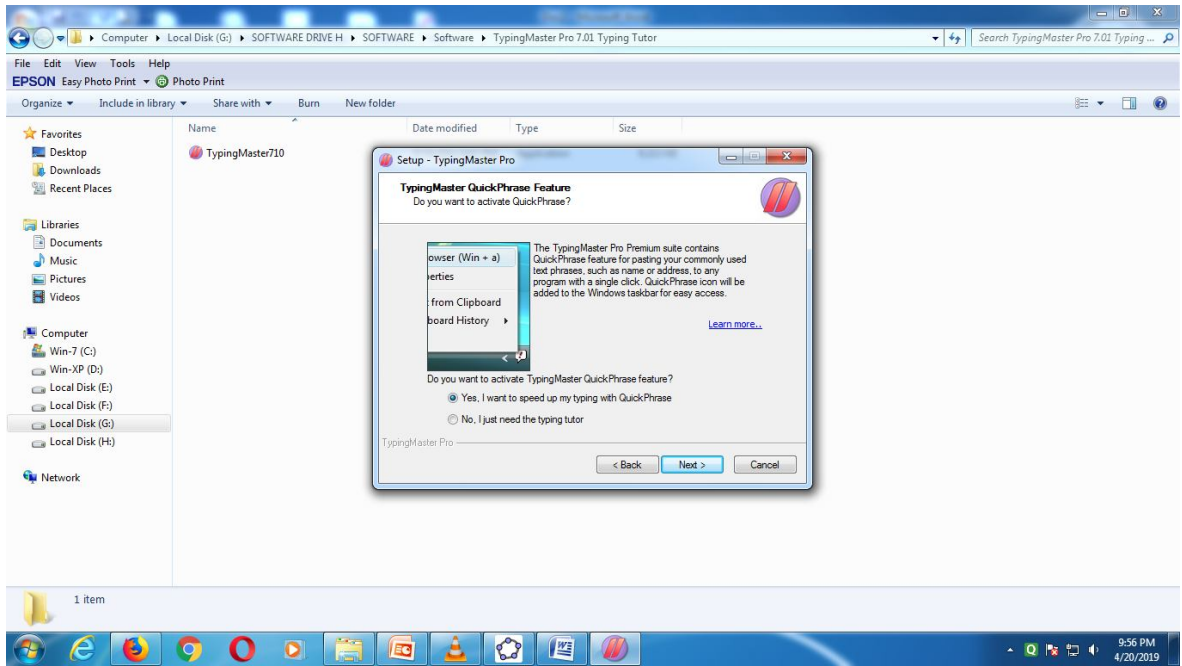 Computer Local Disk (G:) SOFTWARE DRIVE H SOFTWARE Software TypingMaster Pro 7.01 Typing Tutor Search TypingMaster Pro 7.01 Typing ...
File Edit View Tools Help
EPSON Easy Photo Print Photo Print
Organize Include in library Share with Burn New folder
Name Date modified Type Size
TypingMaster710
Favorites
Desktop
Downloads
Recent Places
Libraries
Documents
Music
Pictures
Videos
Computer
Win-7 (C:)
Win-XP (D:)
Local Disk (E:)
Local Disk (F:)
Local Disk (G:)
Local Disk (H:)
Network
Setup - TypingMaster Pro
TypingMaster QuickPhrase Feature
Do you want to activate QuickPhrase?
owser (Win + a)
erties
from Clipboard
board History
The TypingMaster Pro Premium suite contains
QuickPhrase feature for pasting your commonly used
text phrases, such as name or address, to any
program with a single click. QuickPhrase icon will be
added to the Windows taskbar for easy access.
Learn more..
Do you want to activate TypingMaster QuickPhrase feature?
Yes, I want to speed up my typing with QuickPhrase
No, I just need the typing tutor
TypingMaster Pro
< Back Next > Cancel
1 item
9:56 PM
4/20/2019